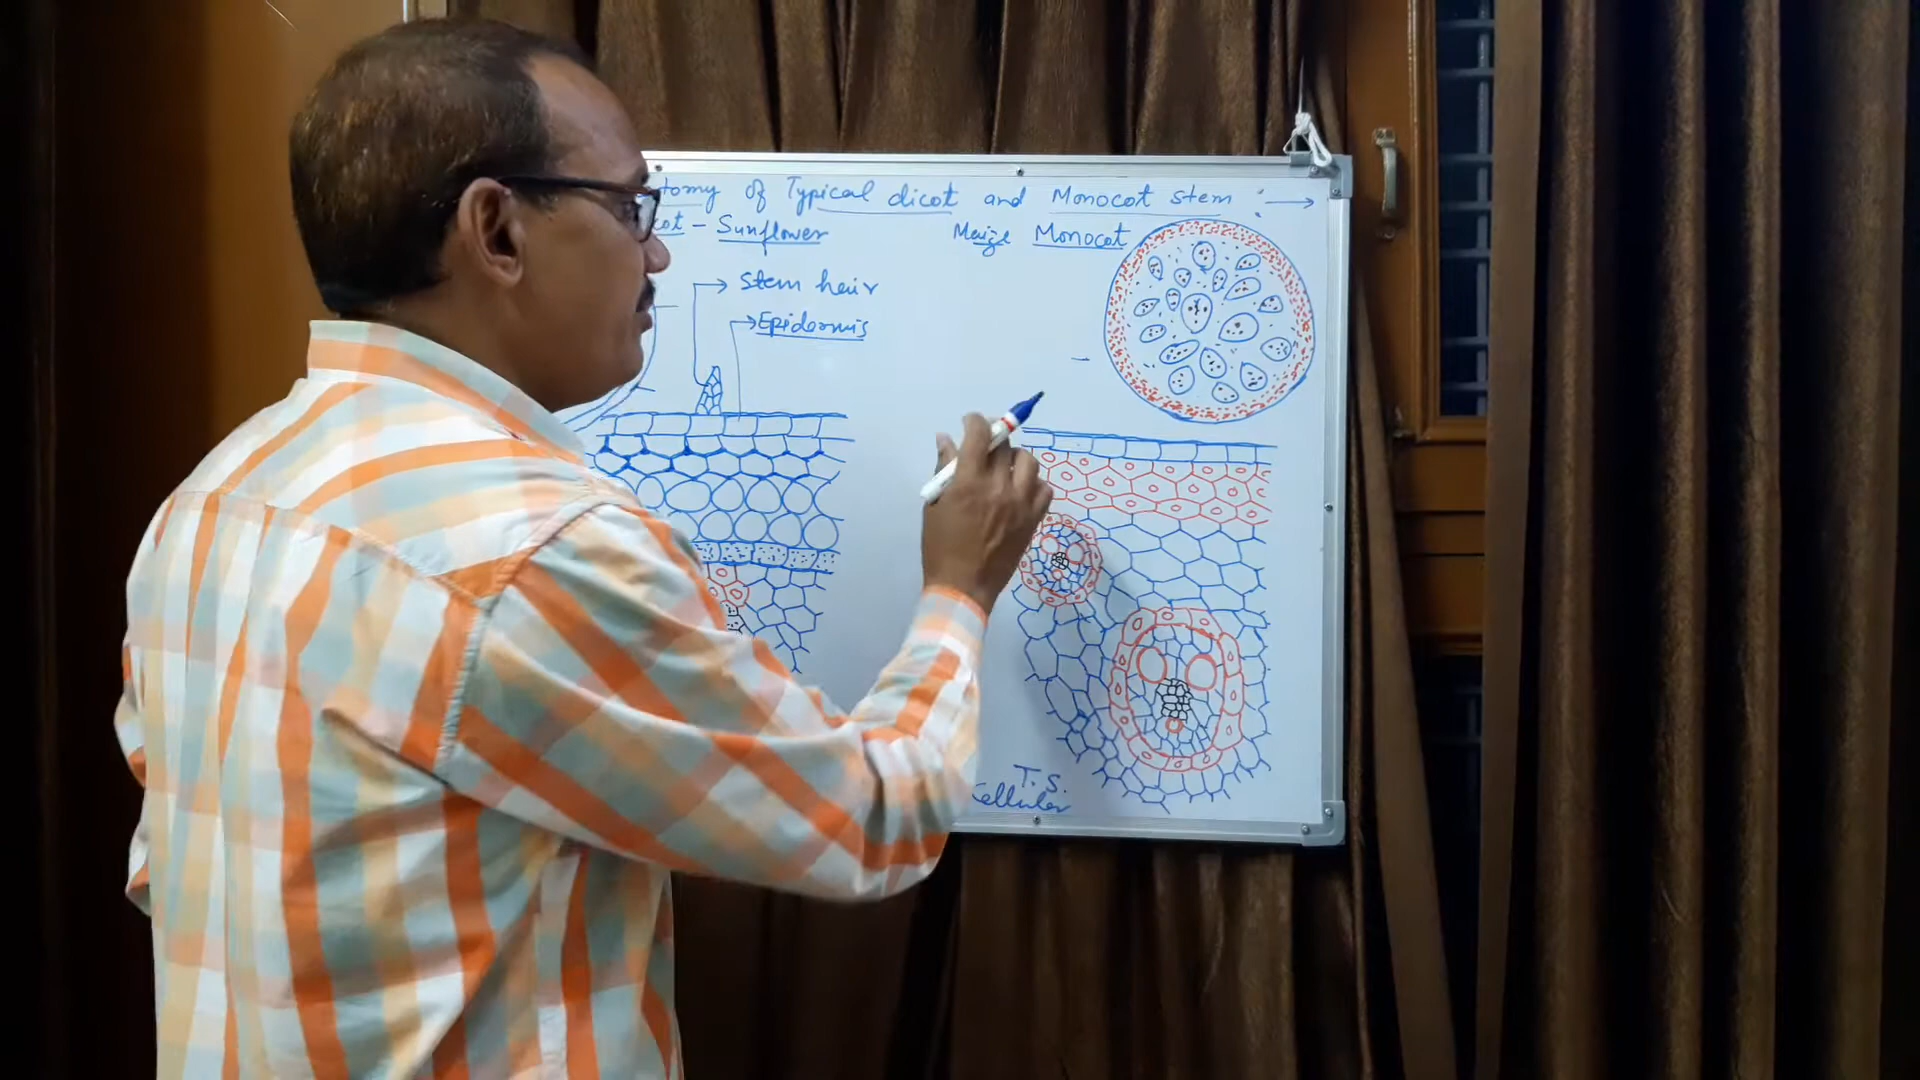 tomy of Typical dicot and Monocot stem :→
cot - Sunflower
Maize Monocot
→ Stem hair
→ Epidermis
T. S.
Cellular